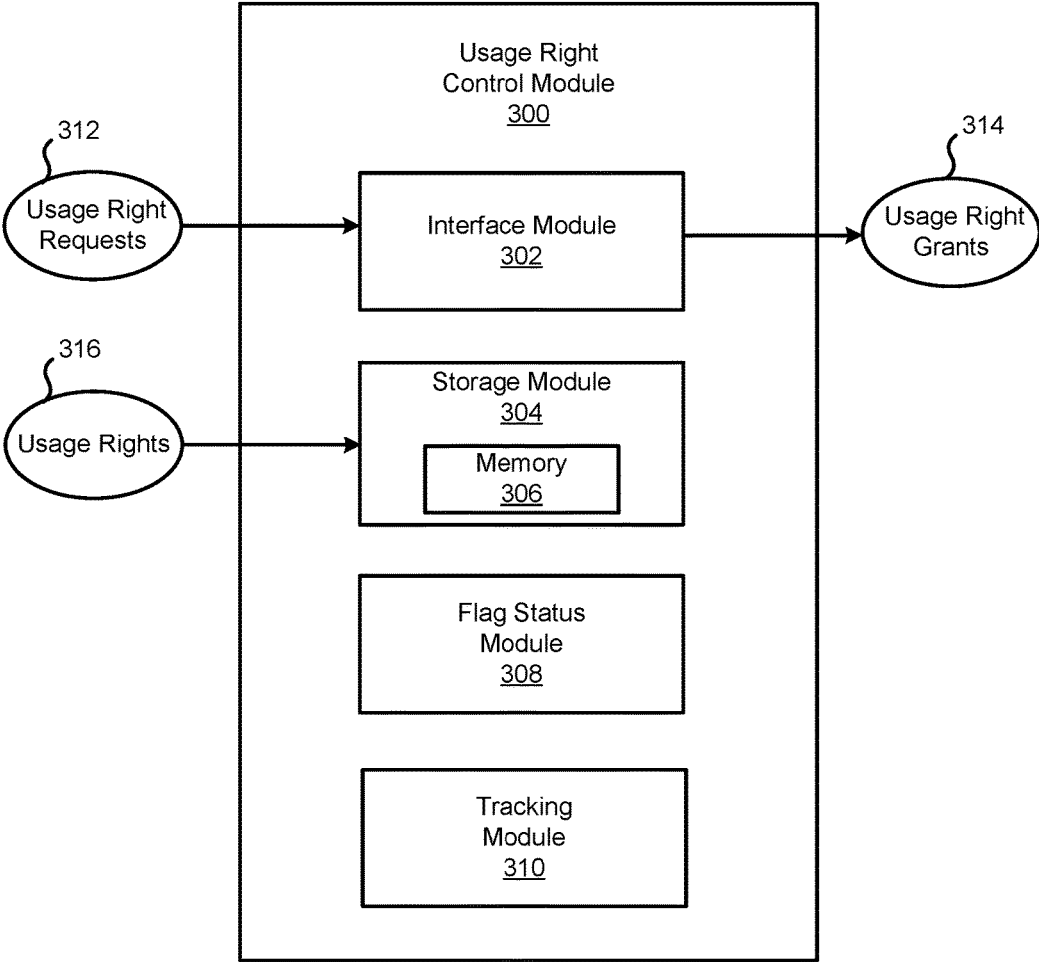 Usage Right
Control Module
300
312
Usage Right
Requests
Interface Module
302
314
Usage Right
Grants
316
Usage Rights
Storage Module
304
Memory
306
Flag Status
Module
308
Tracking
Module
310